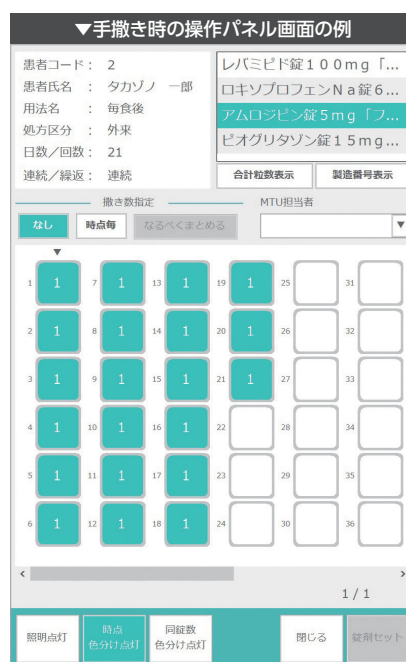 ▼手撒き時の操作パネル画面の例
患者コード： 2
患者氏名 ： タカゾノ 一郎
用法名 ： 毎食後
処方区分 ： 外来
日数／回数： 21
連続／繰返： 連続
レバミピド錠100mg「...
ロキソプロフェンNa錠6...
アムロジピン錠5mg「フ...
ピオグリタゾン錠15mg...
合計粒数表示 製造番号表示
撒き数指定 MTU担当者
なし 時点毎 なるべくまとめる ▼
▼
1 1 7 1 13 1 19 1 25 31
2 1 8 1 14 1 20 1 26 32
3 1 9 1 15 1 21 1 27 33
4 1 10 1 16 1 22 28 34
5 1 11 1 17 1 23 29 35
6 1 12 1 18 1 24 30 36
< >
1 / 1
照明点灯 時点 色分け点灯 同錠数 色分け点灯 閉じる 錠剤セット